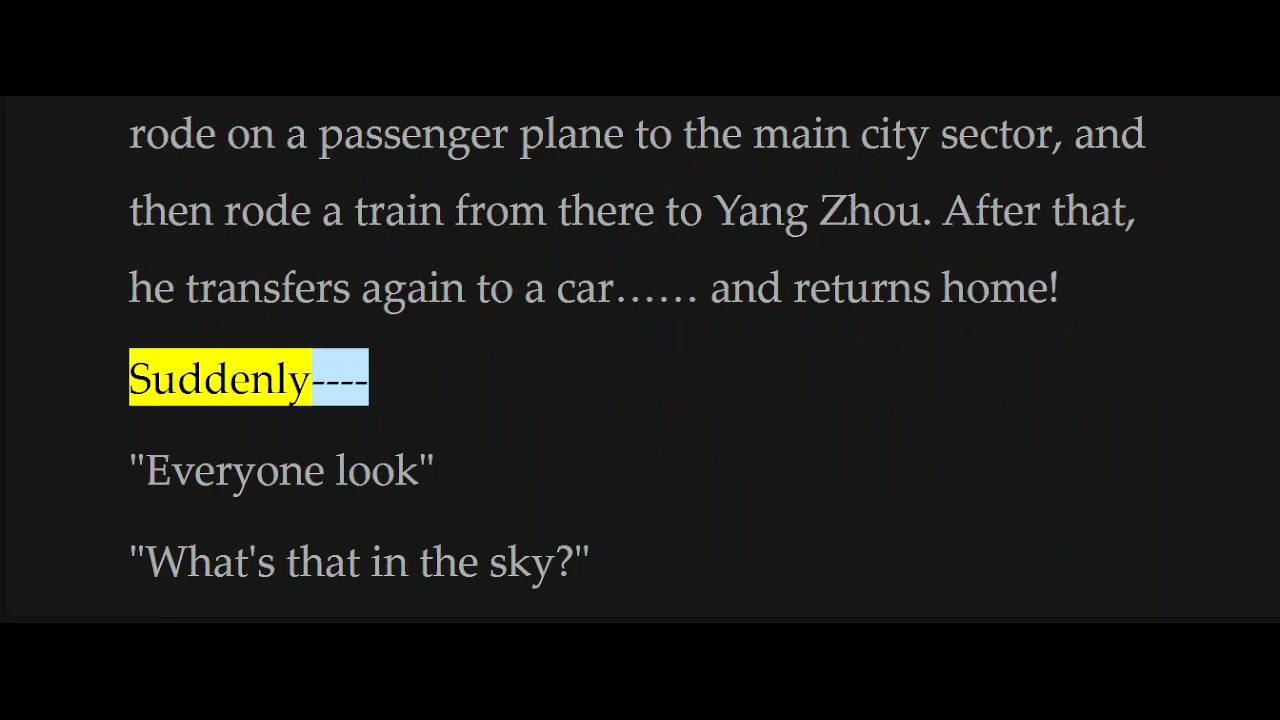 rode on a passenger plane to the main city sector, and
then rode a train from there to Yang Zhou. After that,
he transfers again to a car…… and returns home!
Suddenly----
"Everyone look"
"What's that in the sky?"